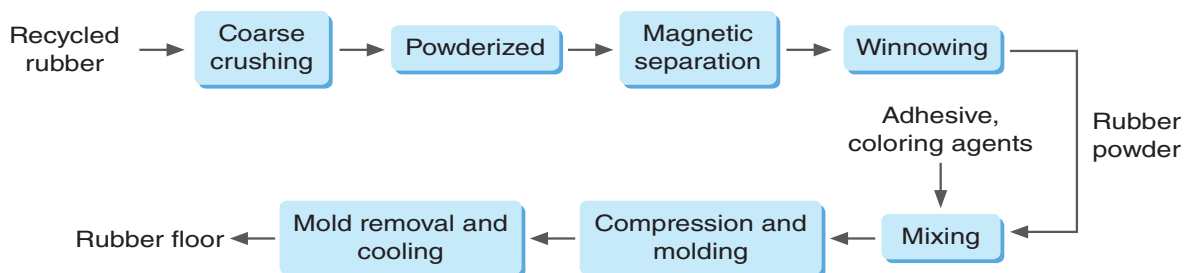 Recycled
rubber
Coarse
crushing
Powderized
Magnetic
separation
Winnowing
Adhesive,
coloring agents
Rubber
powder
Mixing
Compression and
molding
Mold removal and
cooling
Rubber floor